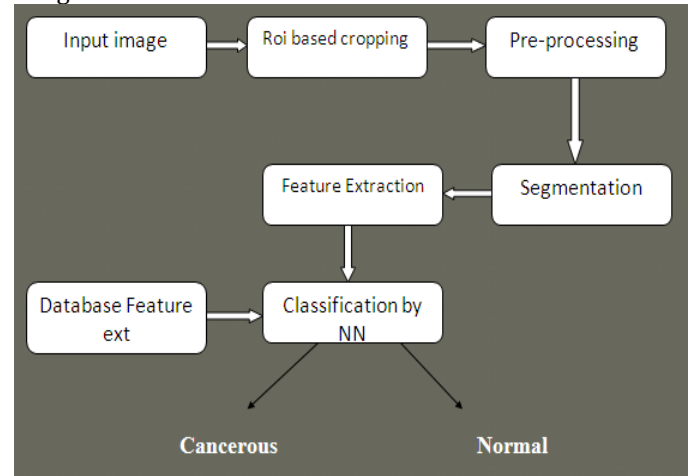 Input image
Roi based cropping
Pre-processing
Feature Extraction
Segmentation
Database Feature
ext
Classification by
NN
Cancerous
Normal